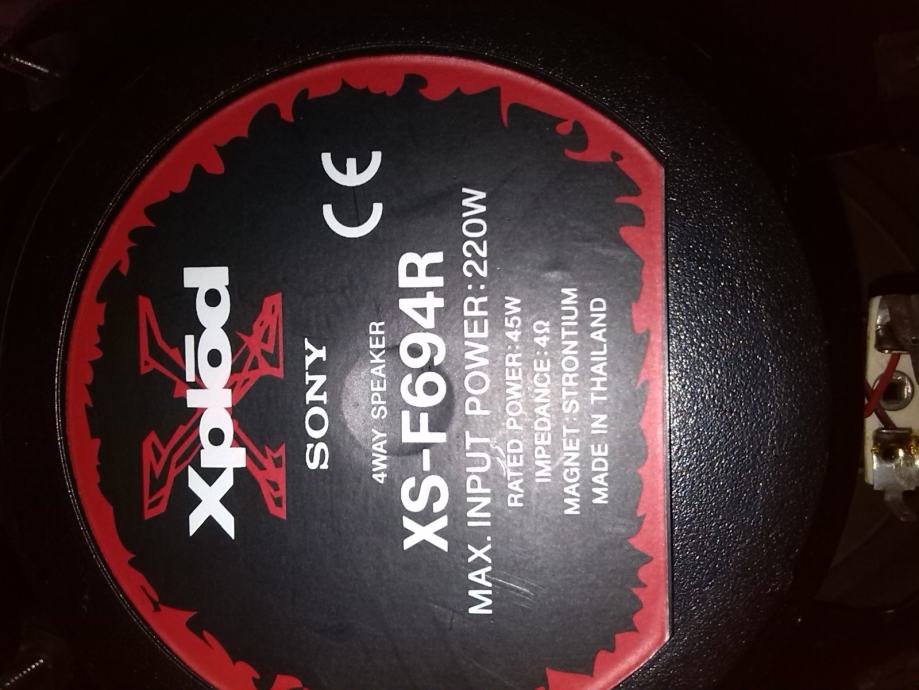 Xplōd
SONY
CE
4WAY SPEAKER
XS-F694R
MAX. INPUT POWER:220W
RATED POWER:45W
IMPEDANCE:4Ω
MAGNET:STRONTIUM
MADE IN THAILAND